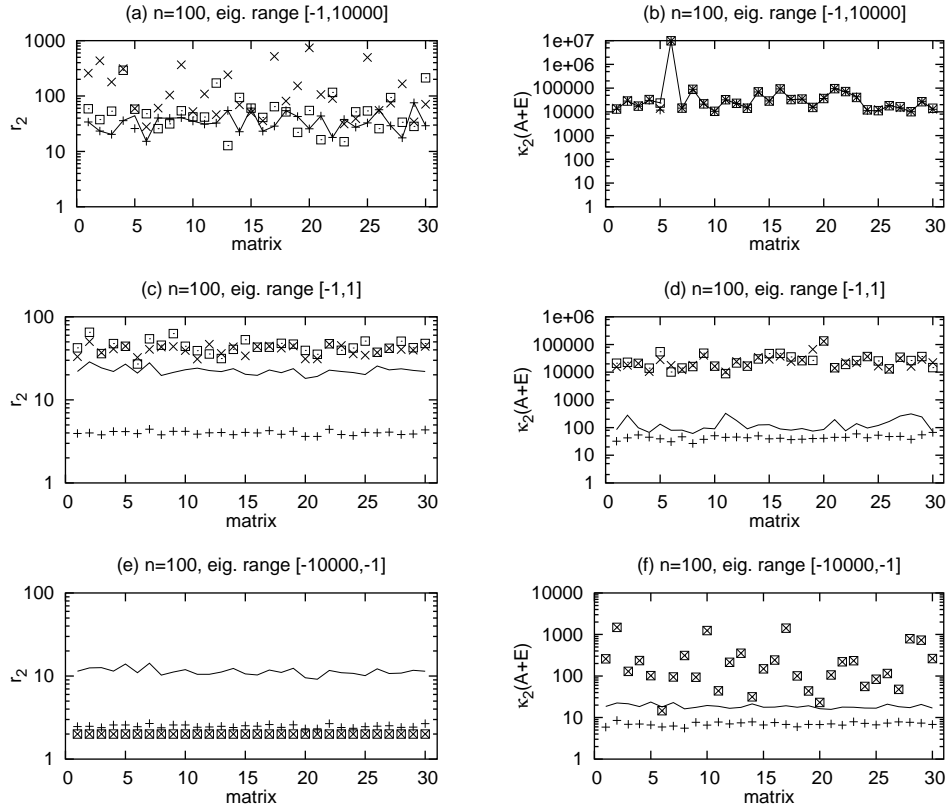 (a) n=100, eig. range [-1,10000]
1000
100
10
1
r2
0 5 10 15 20 25 30
matrix
(b) n=100, eig. range [-1,10000]
1e+07
1e+06
100000
10000
1000
100
10
1
κ2(A+E)
0 5 10 15 20 25 30
matrix
(c) n=100, eig. range [-1,1]
100
10
1
r2
0 5 10 15 20 25 30
matrix
(d) n=100, eig. range [-1,1]
1e+06
100000
10000
1000
100
10
1
κ2(A+E)
0 5 10 15 20 25 30
matrix
(e) n=100, eig. range [-10000,-1]
100
10
1
r2
0 5 10 15 20 25 30
matrix
(f) n=100, eig. range [-10000,-1]
10000
1000
100
10
1
κ2(A+E)
0 5 10 15 20 25 30
matrix